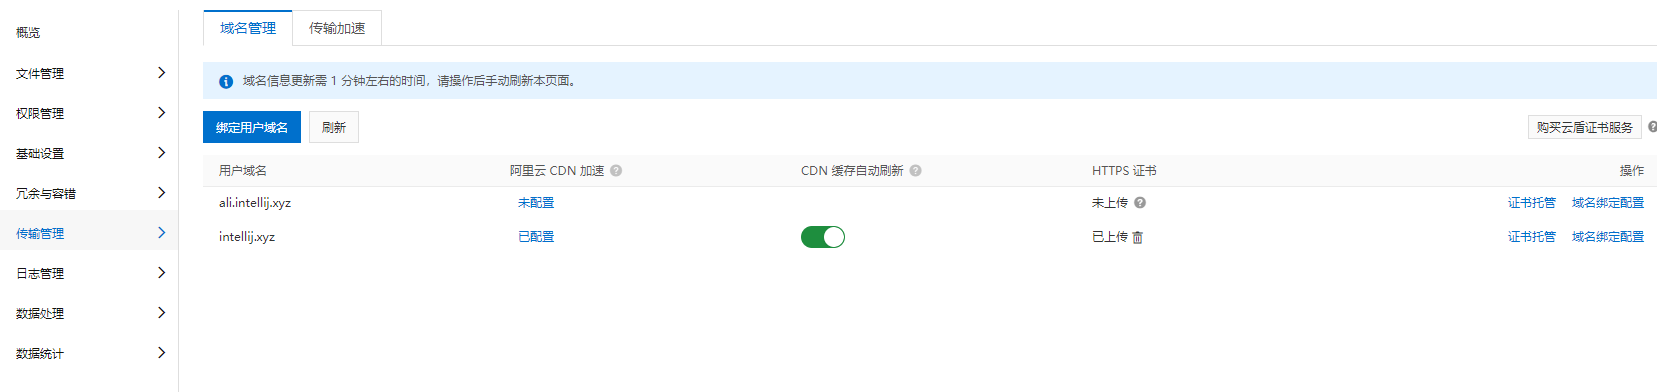 概览
文件管理
权限管理
基础设置
冗余与容错
传输管理
日志管理
数据处理
数据统计
域名管理 传输加速
域名信息更新需 1 分钟左右的时间，请操作后手动刷新本页面。
绑定用户域名 刷新 购买云盾证书服务
用户域名 阿里云 CDN 加速 CDN 缓存自动刷新 HTTPS 证书 操作
ali.intellij.xyz 未配置 未上传 证书托管 域名绑定配置
intellij.xyz 已配置 已上传 证书托管 域名绑定配置